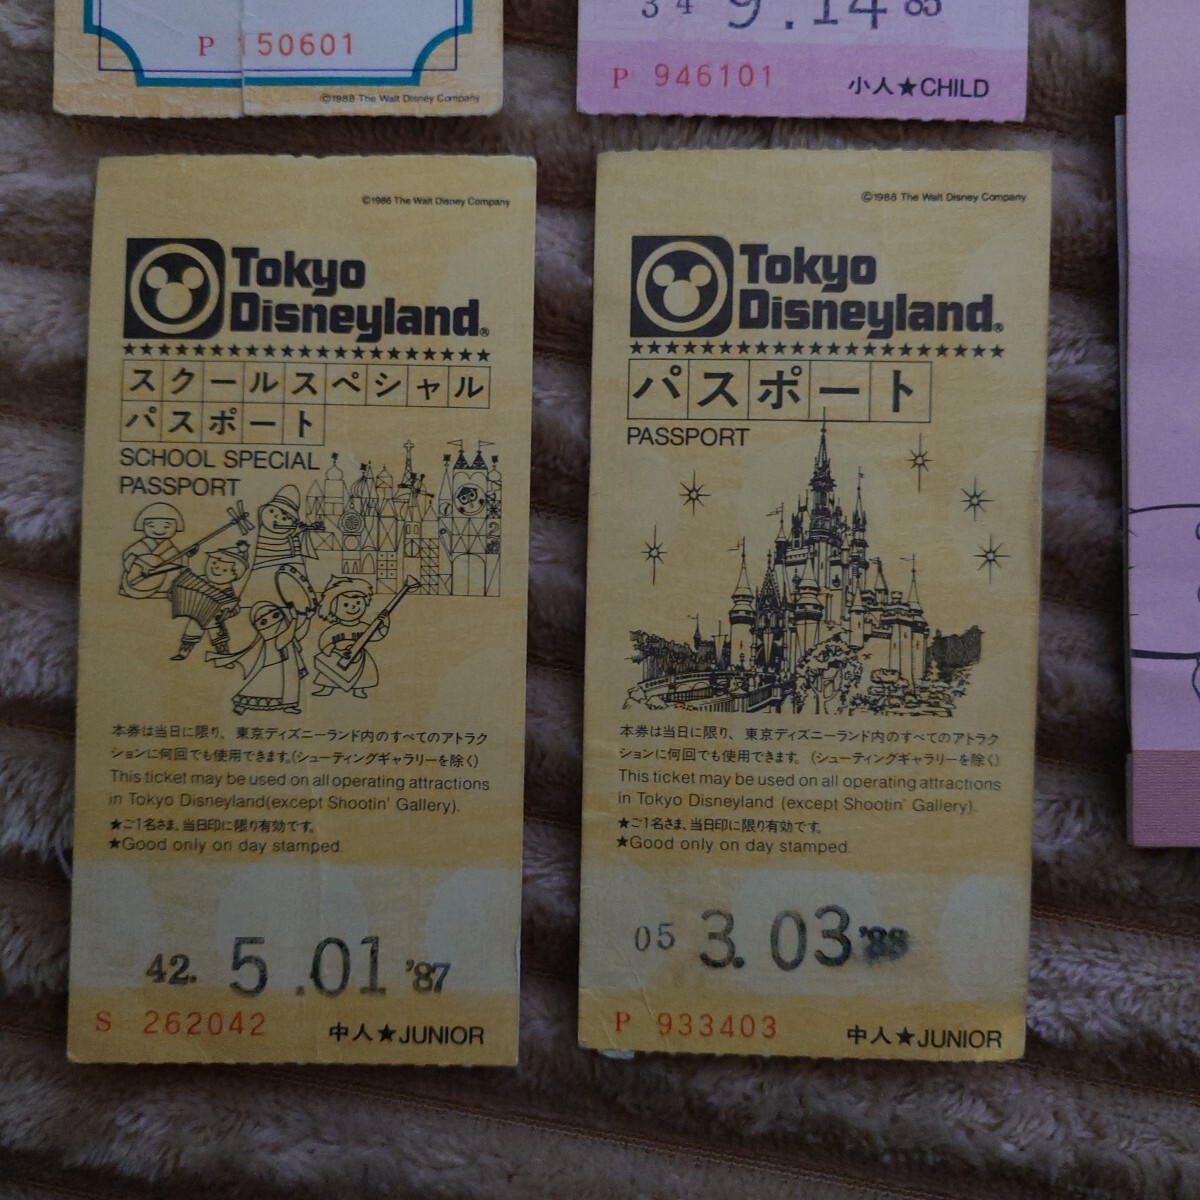 P 150601
©1988 The Walt Disney Company
34 9.14 '85
P 946101 小人★CHILD
©1986 The Walt Disney Company
Tokyo
Disneyland®
スクールスペシャル
パスポート
SCHOOL SPECIAL
PASSPORT
本券は当日に限り、東京ディズニーランド内のすべてのアトラク
ションに何回でも使用できます。(シューティングギャラリーを除く)
This ticket may be used on all operating attractions
in Tokyo Disneyland(except Shootin' Gallery).
★ご1名さま、当日印に限り有効です。
★Good only on day stamped.
42. 5.01 '87
S 262042 中人★JUNIOR
©1988 The Walt Disney Company
Tokyo
Disneyland®
パスポート
PASSPORT
本券は当日に限り、東京ディズニーランド内のすべてのアトラク
ションに何回でも使用できます。(シューティングギャラリーを除く)
This ticket may be used on all operating attractions
in Tokyo Disneyland (except Shootin' Gallery).
★ご1名さま、当日印に限り有効です。
★Good only on day stamped.
05 3.03
P 933403 中人★JUNIOR